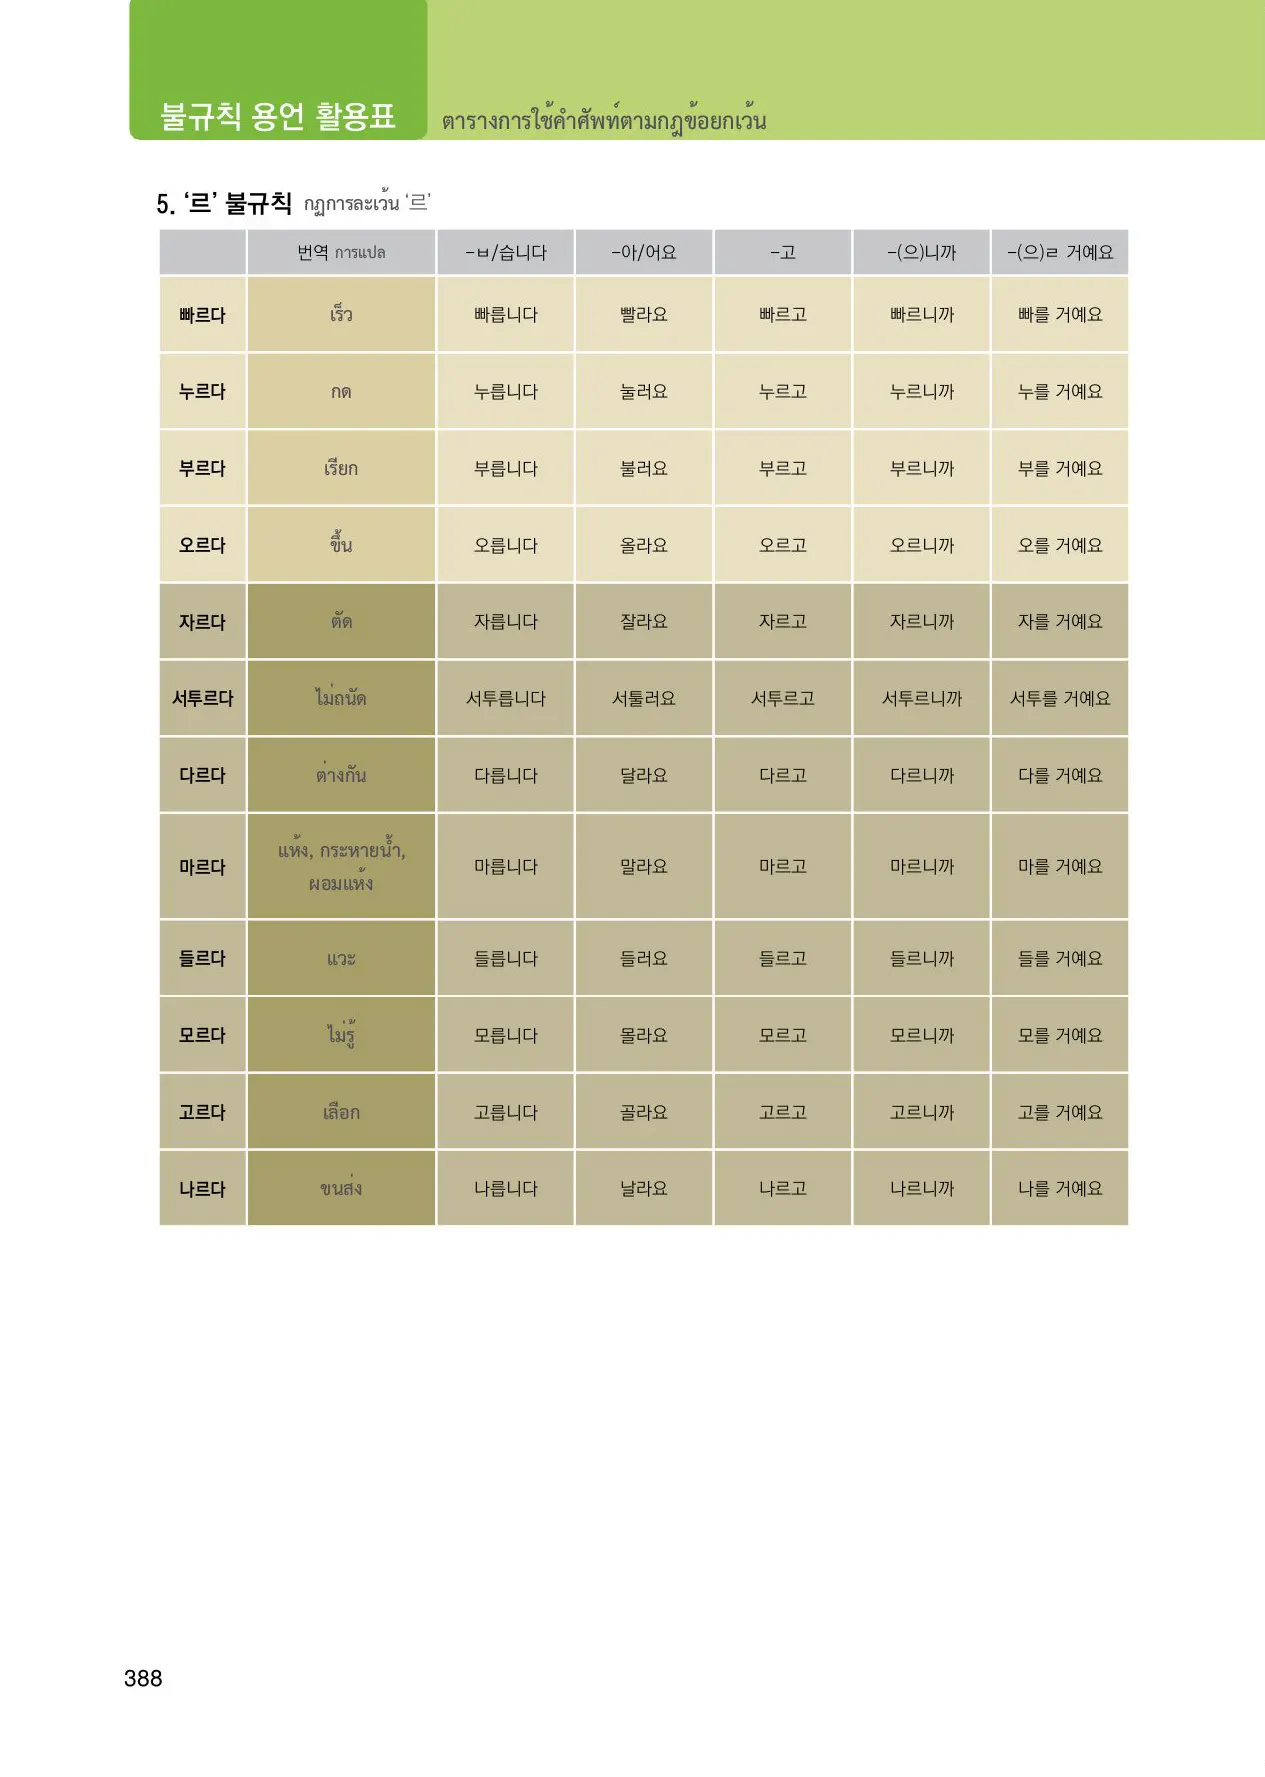 불규칙 용언 활용표 ตารางการใช้คำศัพท์ตามกฎข้อยกเว้น
5. ‘르’ 불규칙 กฏการละเว้น ‘르’
번역 การแปล –ㅂ/습니다 –아/어요 –고 –(으)니까 –(으)ㄹ 거예요
빠르다 เร็ว 빠릅니다 빨라요 빠르고 빠르니까 빠를 거예요
누르다 กด 누릅니다 눌러요 누르고 누르니까 누를 거예요
부르다 เรียก 부릅니다 불러요 부르고 부르니까 부를 거예요
오르다 ขึ้น 오릅니다 올라요 오르고 오르니까 오를 거예요
자르다 ตัด 자릅니다 잘라요 자르고 자르니까 자를 거예요
서투르다 ไม่ถนัด 서투릅니다 서툴러요 서투르고 서투르니까 서투를 거예요
다르다 ต่างกัน 다릅니다 달라요 다르고 다르니까 다를 거예요
마르다 แห้ง, กระหายน้ำ, 마릅니다 말라요 마르고 마르니까 마를 거예요
ผอมแห้ง
들르다 แวะ 들릅니다 들러요 들르고 들르니까 들를 거예요
모르다 ไม่รู้ 모릅니다 몰라요 모르고 모르니까 모를 거예요
고르다 เลือก 고릅니다 골라요 고르고 고르니까 고를 거예요
나르다 ขนส่ง 나릅니다 날라요 나르고 나르니까 나를 거예요
388